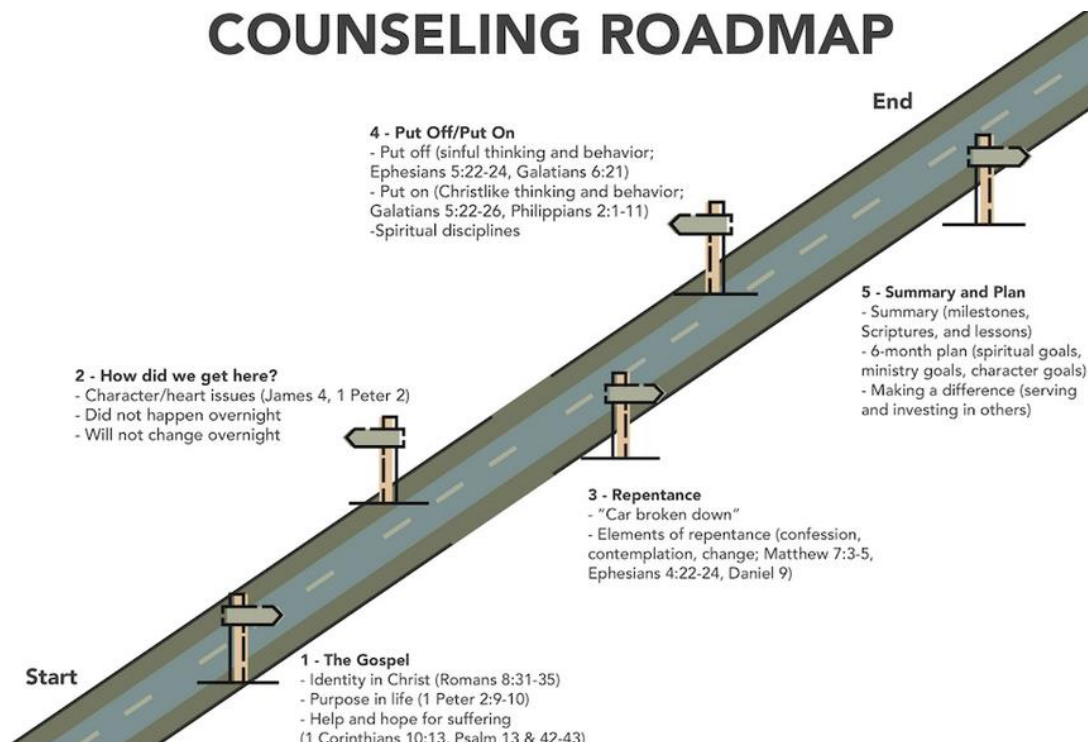 COUNSELING ROADMAP
End
4 - Put Off/Put On
- Put off (sinful thinking and behavior;
Ephesians 5:22-24, Galatians 6:21)
- Put on (Christlike thinking and behavior;
Galatians 5:22-26, Philippians 2:1-11)
-Spiritual disciplines
5 - Summary and Plan
- Summary (milestones,
Scriptures, and lessons)
- 6-month plan (spiritual goals,
ministry goals, character goals)
- Making a difference (serving
and investing in others)
2 - How did we get here?
- Character/heart issues (James 4, 1 Peter 2)
- Did not happen overnight
- Will not change overnight
3 - Repentance
- "Car broken down"
- Elements of repentance (confession,
contemplation, change; Matthew 7:3-5,
Ephesians 4:22-24, Daniel 9)
Start
1 - The Gospel
- Identity in Christ (Romans 8:31-35)
- Purpose in life (1 Peter 2:9-10)
- Help and hope for suffering
(1 Corinthians 10:13, Psalm 13 & 42-43)